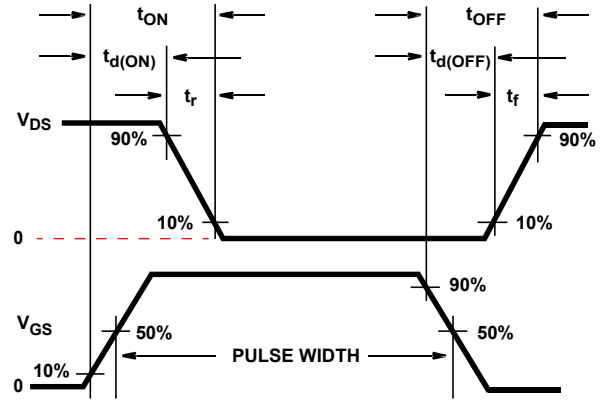 tON tOFF
td(ON) td(OFF)
tr tf
VDS
90% 90%
10% 10%
0
90%
VGS 50% 50%
PULSE WIDTH
10%
0